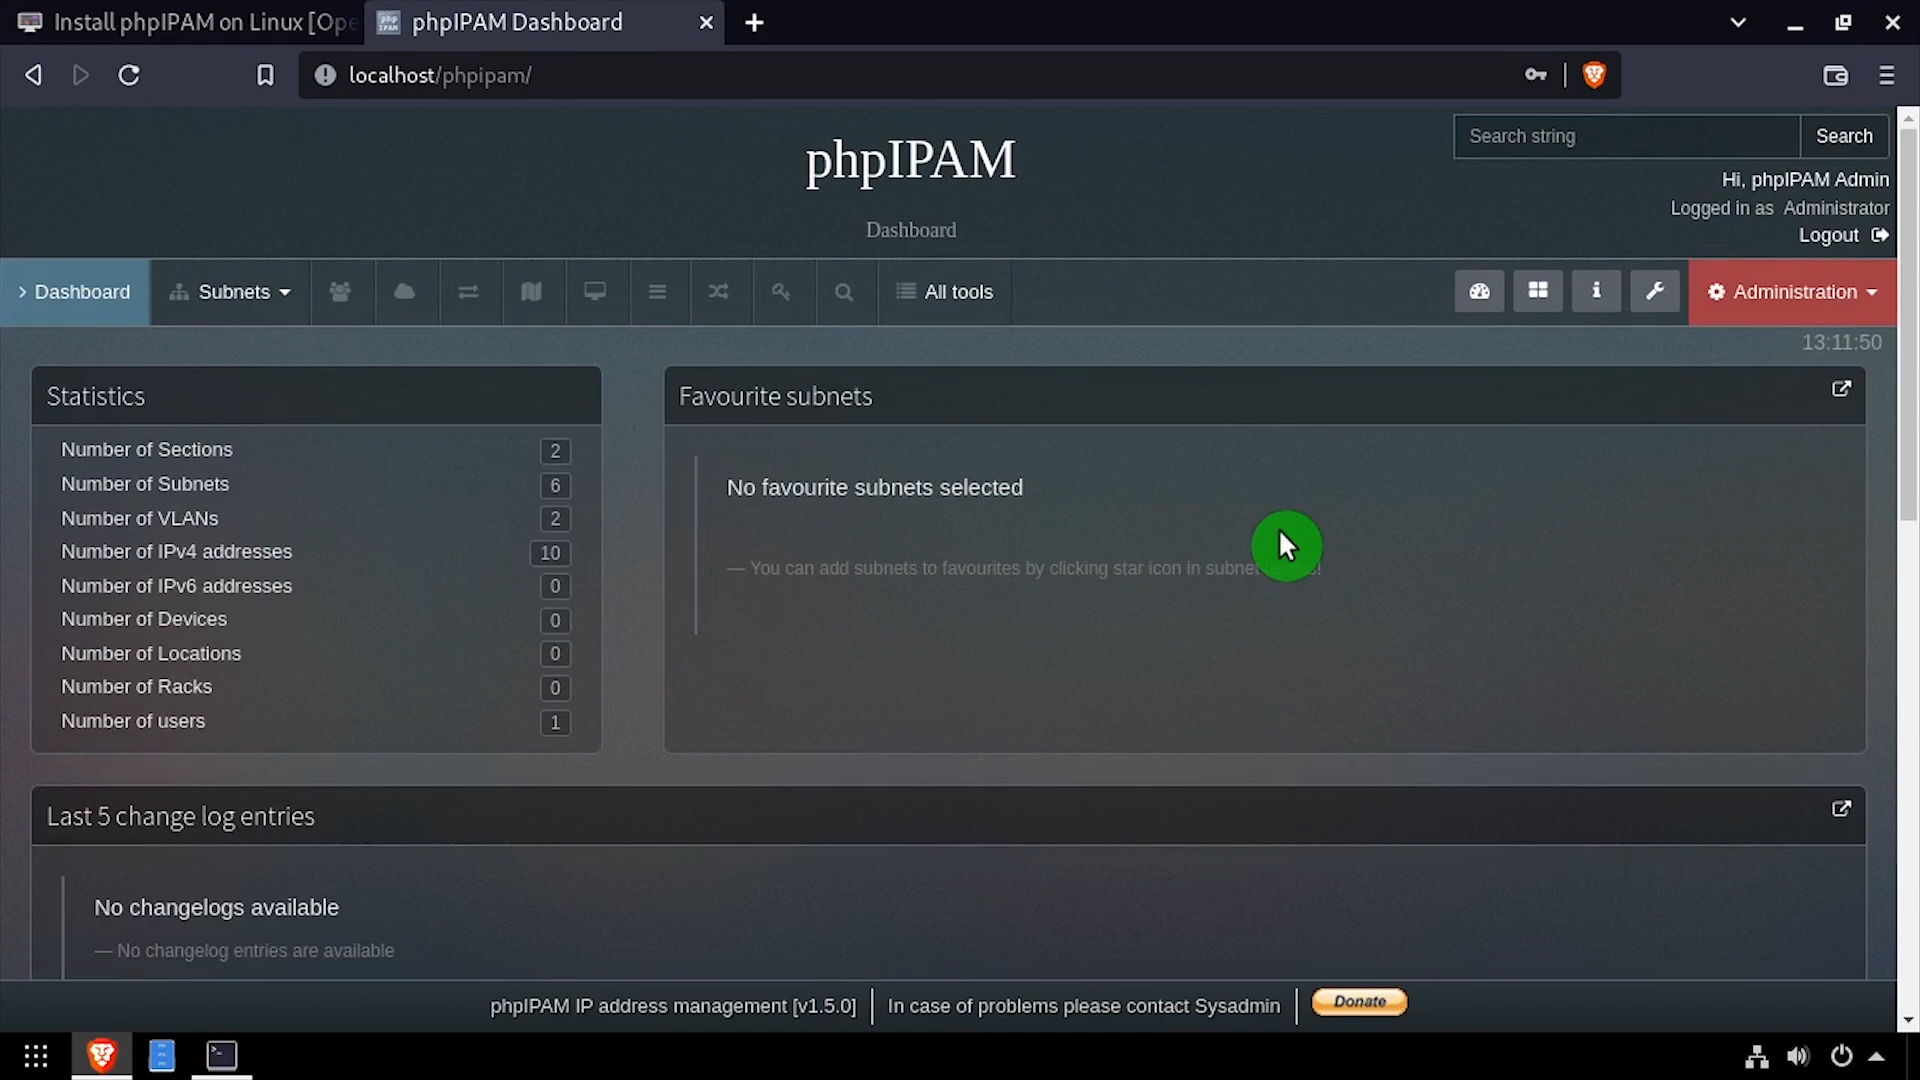 Install phpIPAM on Linux [Ope
phpIPAM Dashboard
localhost/phpipam/
phpIPAM
Dashboard
Search string
Search
Hi, phpIPAM Admin
Logged in as Administrator
Logout
Dashboard
Subnets
All tools
Administration
13:11:50
Statistics
Number of Sections 2
Number of Subnets 6
Number of VLANs 2
Number of IPv4 addresses 10
Number of IPv6 addresses 0
Number of Devices 0
Number of Locations 0
Number of Racks 0
Number of users 1
Favourite subnets
No favourite subnets selected
— You can add subnets to favourites by clicking star icon in subnet
Last 5 change log entries
No changelogs available
— No changelog entries are available
phpIPAM IP address management [v1.5.0]
In case of problems please contact Sysadmin
Donate